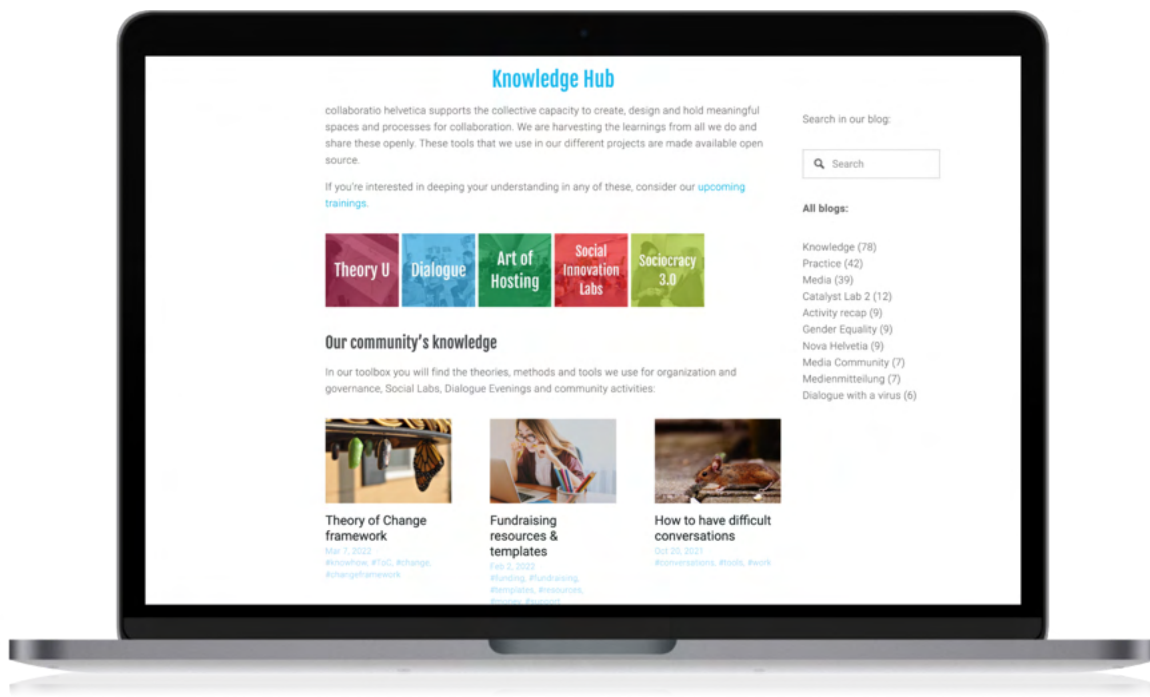 Knowledge Hub
collaboratio helvetica supports the collective capacity to create, design and hold meaningful
spaces and processes for collaboration. We are harvesting the learnings from all we do and
share these openly. These tools that we use in our different projects are made available open
source.
If you're interested in deeping your understanding in any of these, consider our upcoming
trainings.
Theory U
Dialogue
Art of
Hosting
Social
Innovation
Labs
Sociocracy
3.0
Our community's knowledge
In our toolbox you will find the theories, methods and tools we use for organization and
governance, Social Labs, Dialogue Evenings and community activities:
Theory of Change
framework
Mar 7, 2022
#knowhow, #ToC, #change,
#changeframework
Fundraising
resources &
templates
Feb 2, 2022
#funding, #fundraising,
#templates, #resources,
#money, #support
How to have difficult
conversations
Oct 20, 2021
#conversations, #tools, #work
Search in our blog:
Search
All blogs:
Knowledge (78)
Practice (42)
Media (39)
Catalyst Lab 2 (12)
Activity recap (9)
Gender Equality (9)
Nova Helvetia (9)
Media Community (7)
Medienmitteilung (7)
Dialogue with a virus (6)